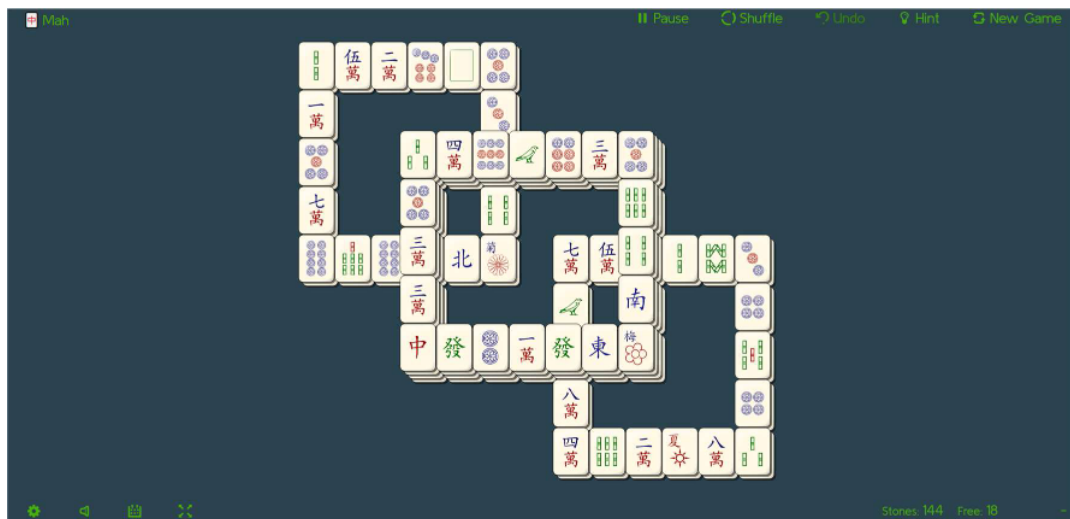 中 Mah Pause Shuffle Undo Hint New Game
伍萬 二萬
一萬
四萬 三萬
七萬
三萬 北 菊 七萬 伍萬
三萬 南
中 發 一萬 發 東 梅
八萬
四萬 二萬 夏 八萬
Stones: 144 Free: 18 -